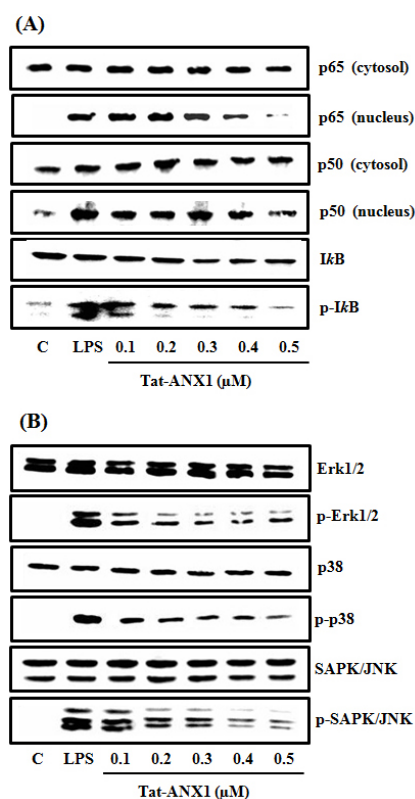 (A)
p65 (cytosol)
p65 (nucleus)
p50 (cytosol)
p50 (nucleus)
IkB
p-IkB
C LPS 0.1 0.2 0.3 0.4 0.5
Tat-ANX1 (µM)
(B)
Erk1/2
p-Erk1/2
p38
p-p38
SAPK/JNK
p-SAPK/JNK
C LPS 0.1 0.2 0.3 0.4 0.5
Tat-ANX1 (µM)